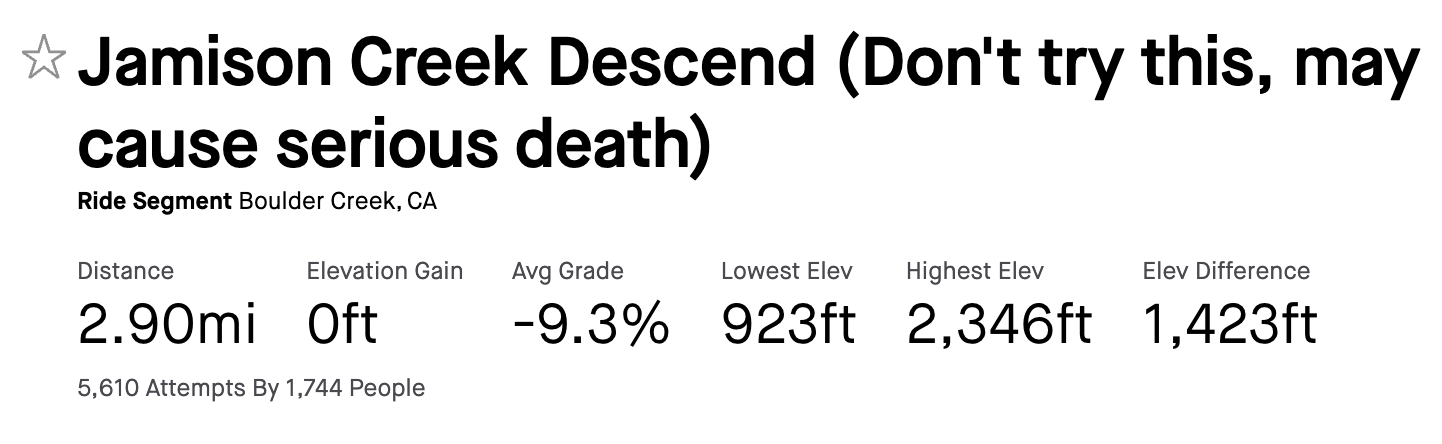 Jamison Creek Descend (Don't try this, may
cause serious death)
Ride Segment Boulder Creek, CA
Distance Elevation Gain Avg Grade Lowest Elev Highest Elev Elev Difference
2.90mi 0ft -9.3% 923ft 2,346ft 1,423ft
5,610 Attempts By 1,744 People